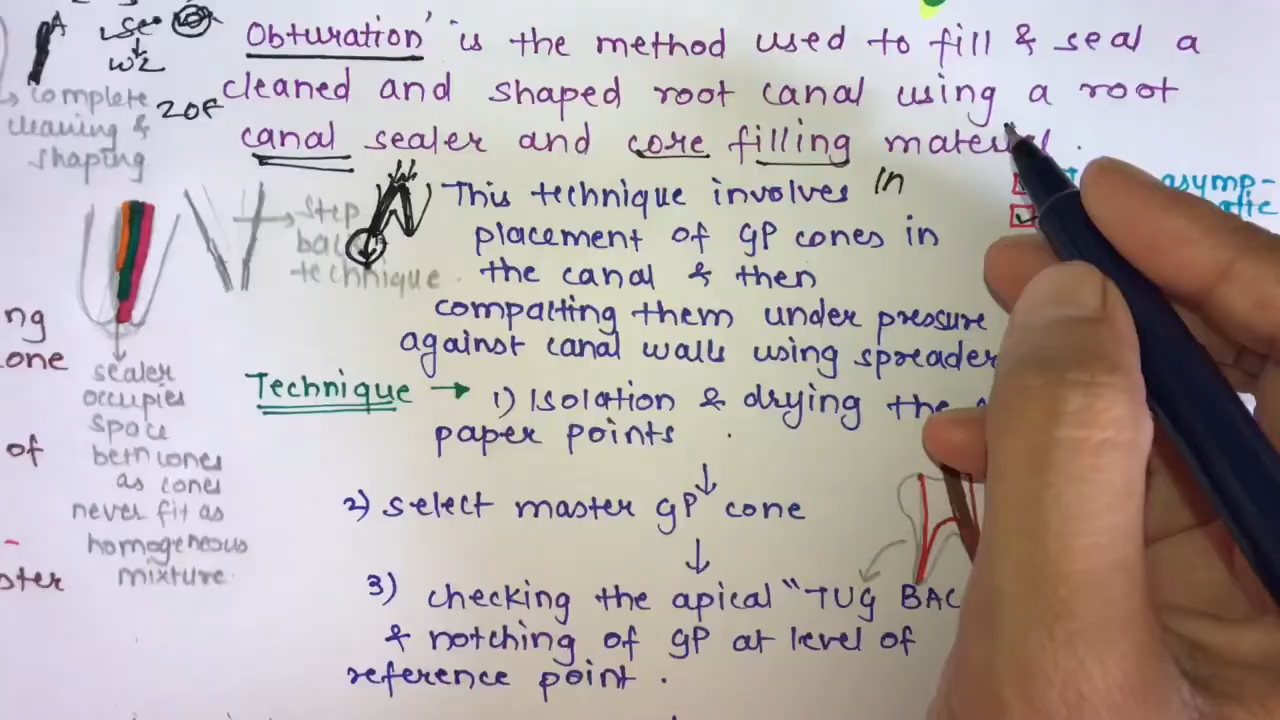 Obturation' is the method used to fill & seal a
cleaned and shaped root canal using a root
canal sealer and core filling material.
→ complete
cleaning &
shaping
20F
This technique involves in
placement of GP cones in
the canal & then
compacting them under pressure
against canal walls using spreader
→ step
back
technique.
asymp-
sealer
occupies
space
betn cones
as cones
never fit as
homogeneous
mixture.
ng
one
of
ster
Technique → 1) Isolation & drying the
paper points .
↓
2) select master GP cone
↓
3) checking the apical "TUG BAC
& notching of GP at level of
reference point .